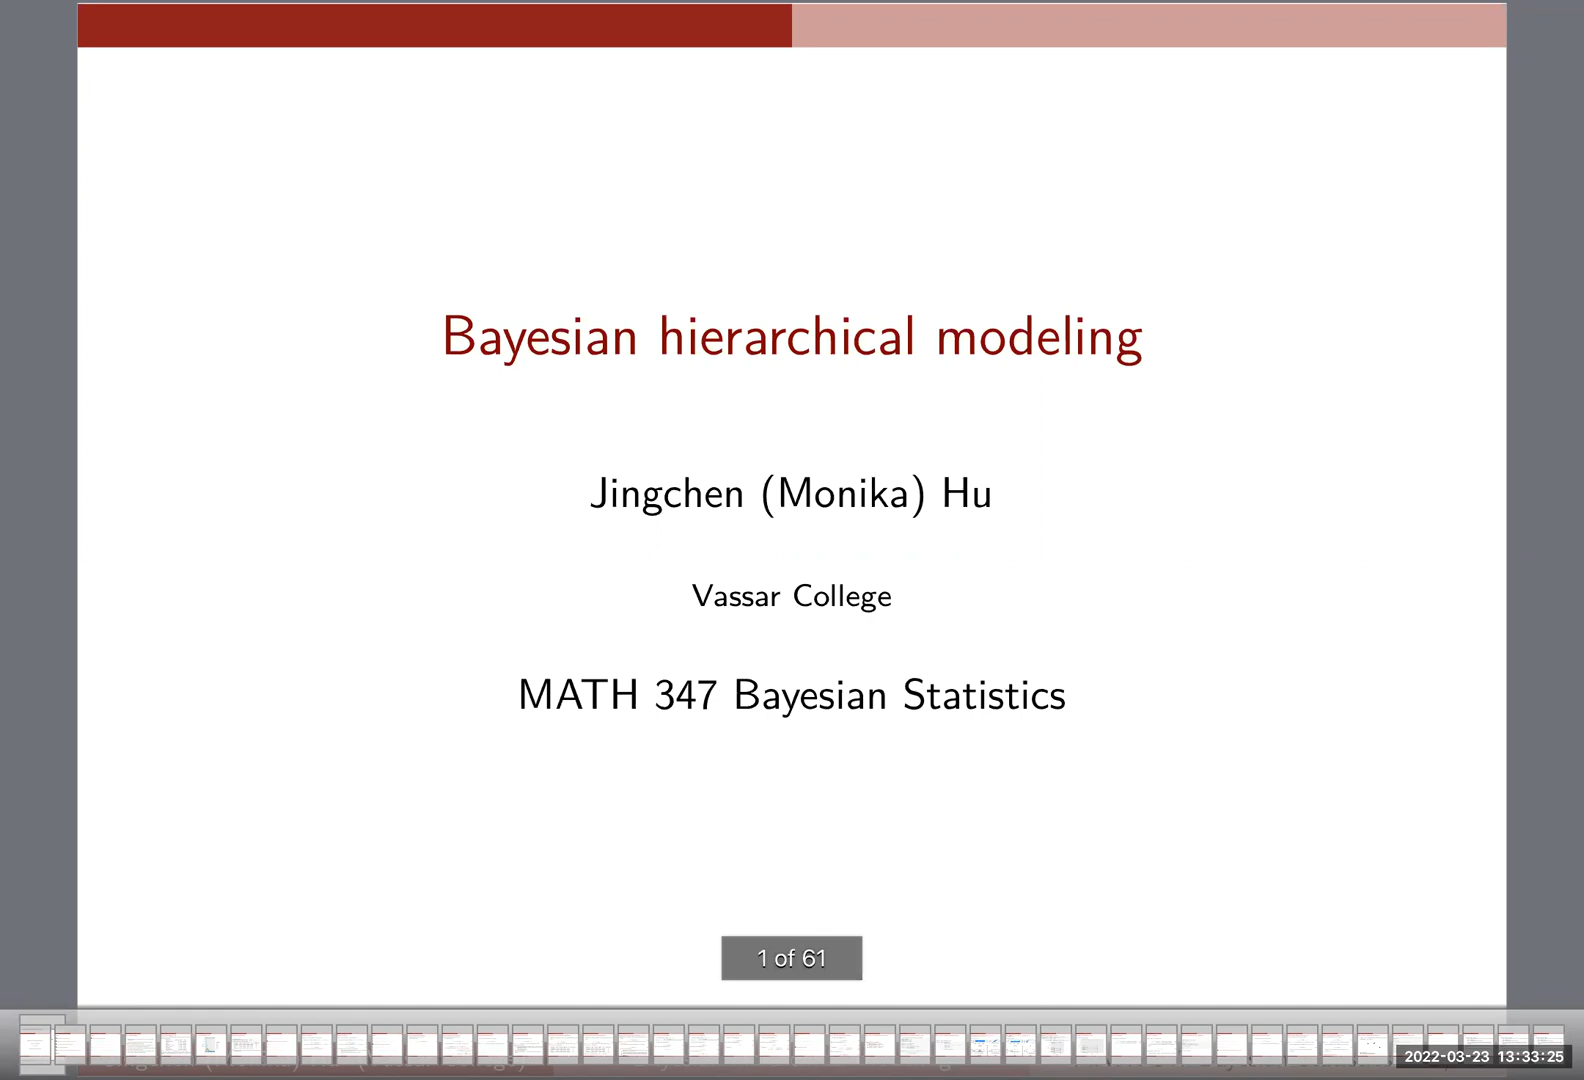 Bayesian hierarchical modeling
Jingchen (Monika) Hu
Vassar College
MATH 347 Bayesian Statistics
1 of 61
2022-03-23 13:33:25